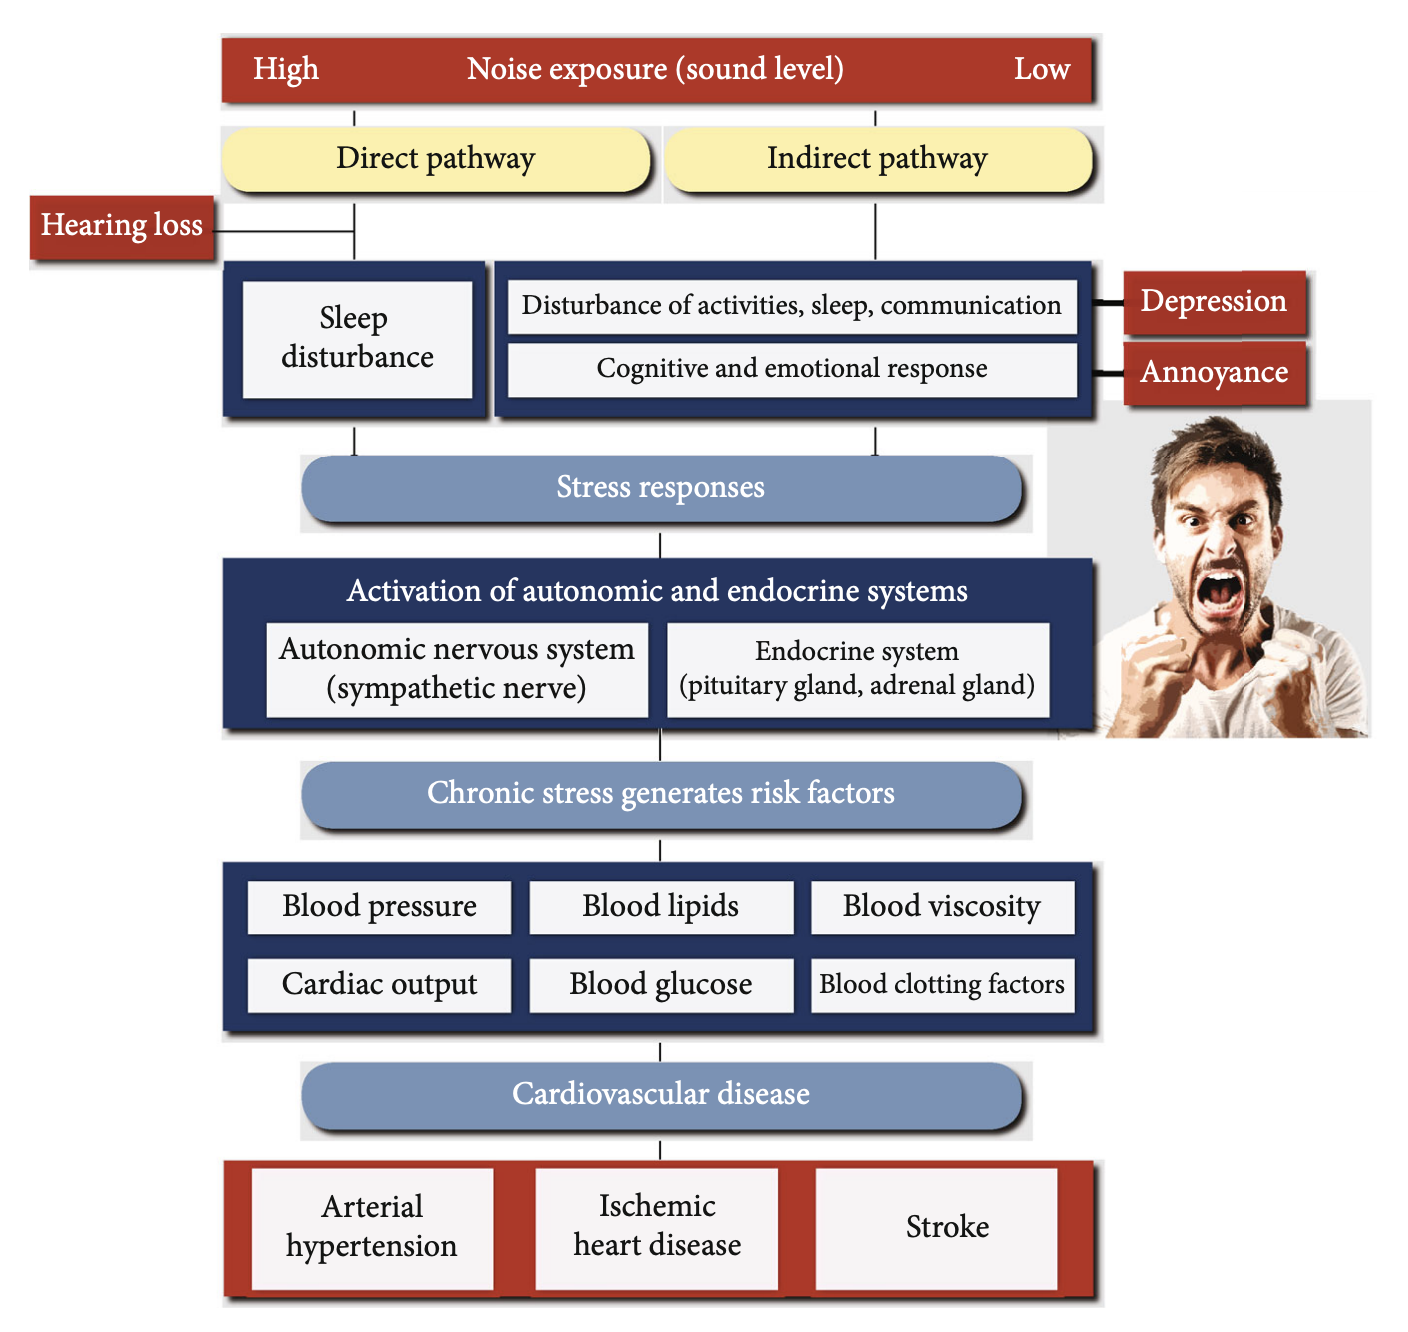 High Noise exposure (sound level) Low
Direct pathway
Indirect pathway
Hearing loss
Sleep
disturbance
Disturbance of activities, sleep, communication
Cognitive and emotional response
Depression
Annoyance
Stress responses
Activation of autonomic and endocrine systems
Autonomic nervous system
(sympathetic nerve)
Endocrine system
(pituitary gland, adrenal gland)
Chronic stress generates risk factors
Blood pressure
Blood lipids
Blood viscosity
Cardiac output
Blood glucose
Blood clotting factors
Cardiovascular disease
Arterial
hypertension
Ischemic
heart disease
Stroke